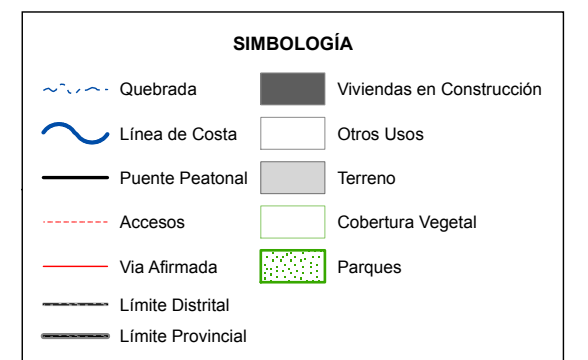 SIMBOLOGÍA
Quebrada
Línea de Costa
Puente Peatonal
Accesos
Via Afirmada
Límite Distrital
Límite Provincial
Viviendas en Construcción
Otros Usos
Terreno
Cobertura Vegetal
Parques